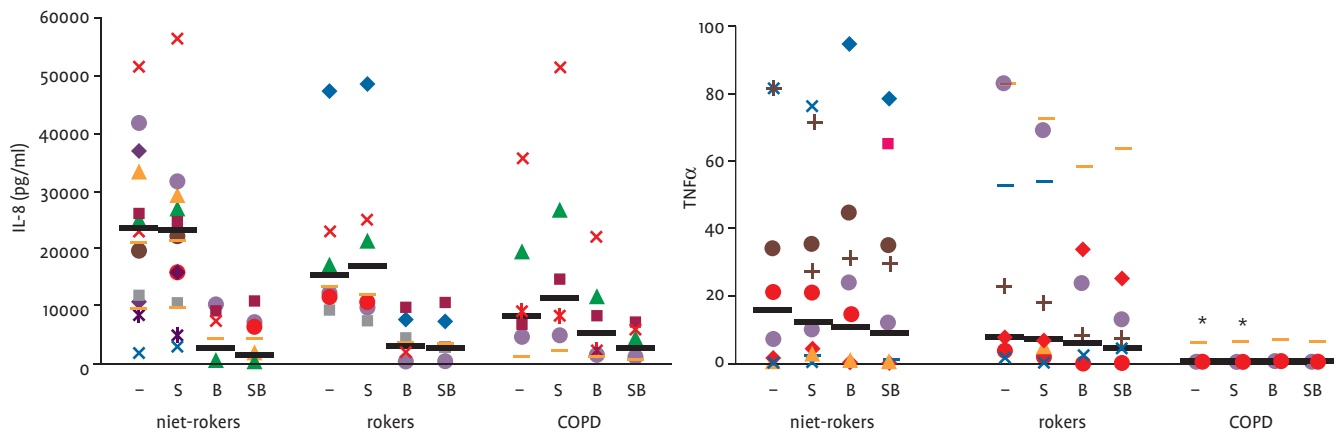 60000
50000
40000
30000
20000
10000
0
IL-8 (pg/ml)
– S B SB – S B SB – S B SB
niet-rokers rokers COPD
100
80
60
40
20
0
TNFα
* *
– S B SB – S B SB – S B SB
niet-rokers rokers COPD